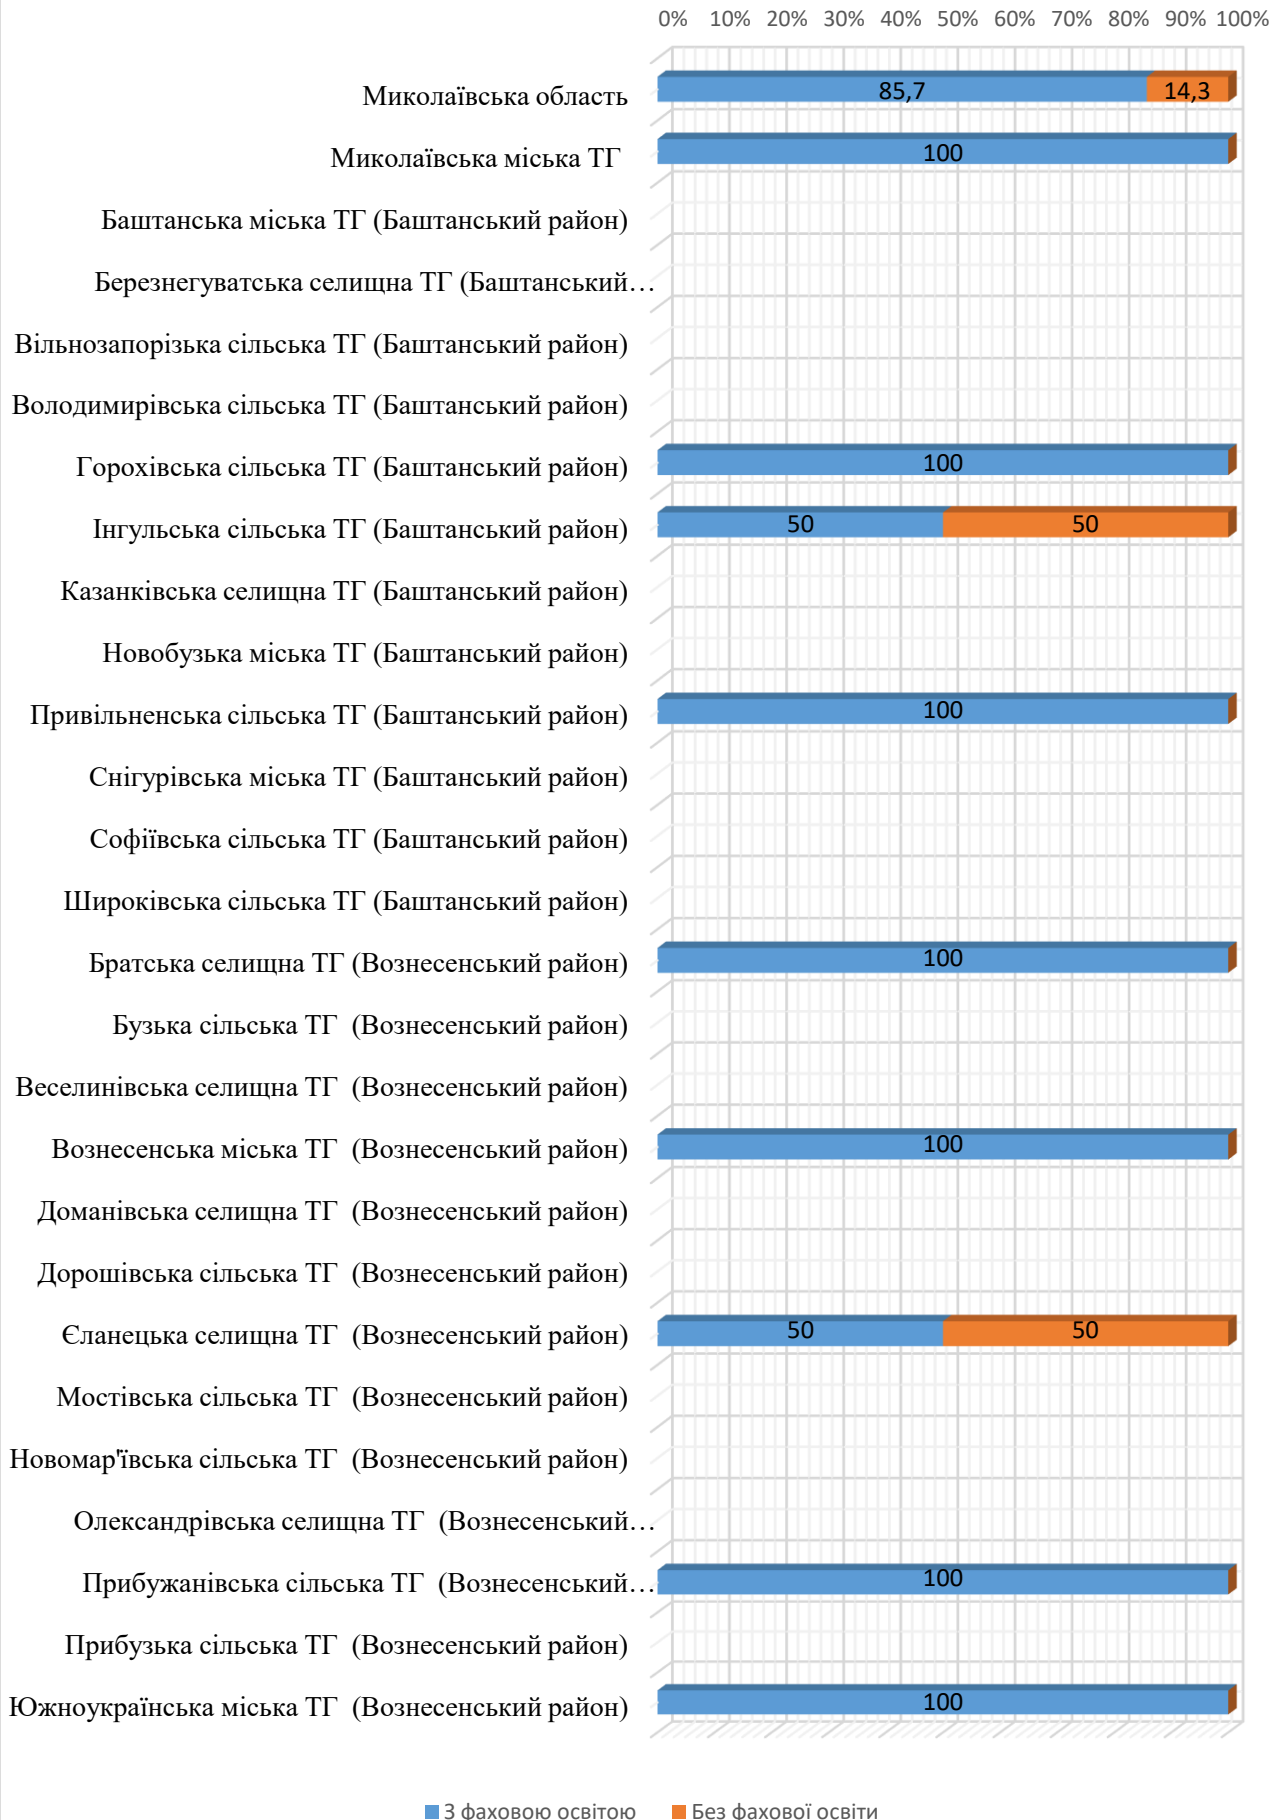 0% 10% 20% 30% 40% 50% 60% 70% 80% 90% 100%
Миколаївська область 85,7 14,3
Миколаївська міська ТГ 100
Баштанська міська ТГ (Баштанський район)
Березнегуватська селищна ТГ (Баштанський…
Вільнозапорізька сільська ТГ (Баштанський район)
Володимирівська сільська ТГ (Баштанський район)
Горохівська сільська ТГ (Баштанський район) 100
Інгульська сільська ТГ (Баштанський район) 50 50
Казанківська селищна ТГ (Баштанський район)
Новобузька міська ТГ (Баштанський район)
Привільненська сільська ТГ (Баштанський район) 100
Снігурівська міська ТГ (Баштанський район)
Софіївська сільська ТГ (Баштанський район)
Широківська сільська ТГ (Баштанський район)
Братська селищна ТГ (Вознесенський район) 100
Бузька сільська ТГ (Вознесенський район)
Веселинівська селищна ТГ (Вознесенський район)
Вознесенська міська ТГ (Вознесенський район) 100
Доманівська селищна ТГ (Вознесенський район)
Дорошівська сільська ТГ (Вознесенський район)
Єланецька селищна ТГ (Вознесенський район) 50 50
Мостівська сільська ТГ (Вознесенський район)
Новомар'ївська сільська ТГ (Вознесенський район)
Олександрівська селищна ТГ (Вознесенський…
Прибужанівська сільська ТГ (Вознесенський… 100
Прибузька сільська ТГ (Вознесенський район)
Южноукраїнська міська ТГ (Вознесенський район) 100
З фаховою освітою Без фахової освіти